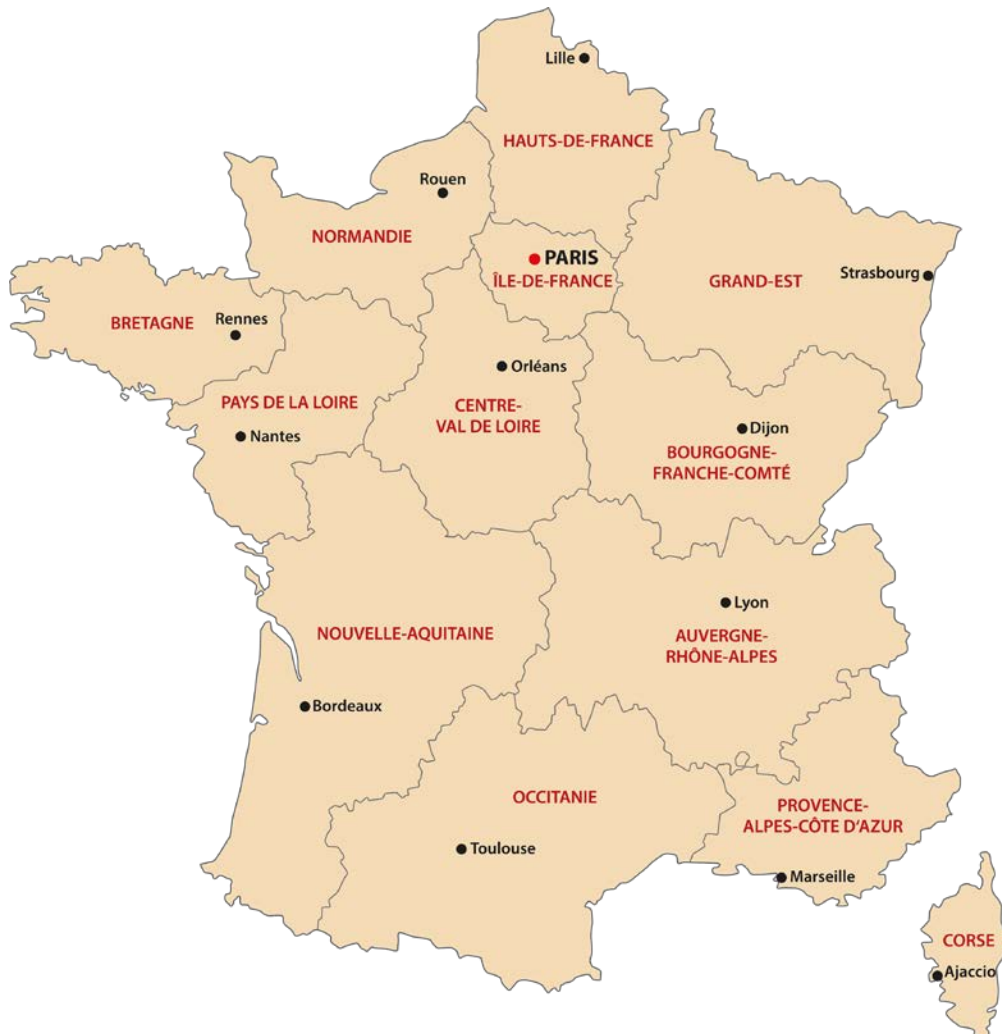 Lille
HAUTS-DE-FRANCE
Rouen
NORMANDIE
PARIS
ÎLE-DE-FRANCE
GRAND-EST
Strasbourg
BRETAGNE
Rennes
Orléans
PAYS DE LA LOIRE
CENTRE-
VAL DE LOIRE
Nantes
Dijon
BOURGOGNE-
FRANCHE-COMTÉ
Lyon
NOUVELLE-AQUITAINE
AUVERGNE-
RHÔNE-ALPES
Bordeaux
OCCITANIE
PROVENCE-
ALPES-CÔTE D'AZUR
Toulouse
Marseille
CORSE
Ajaccio